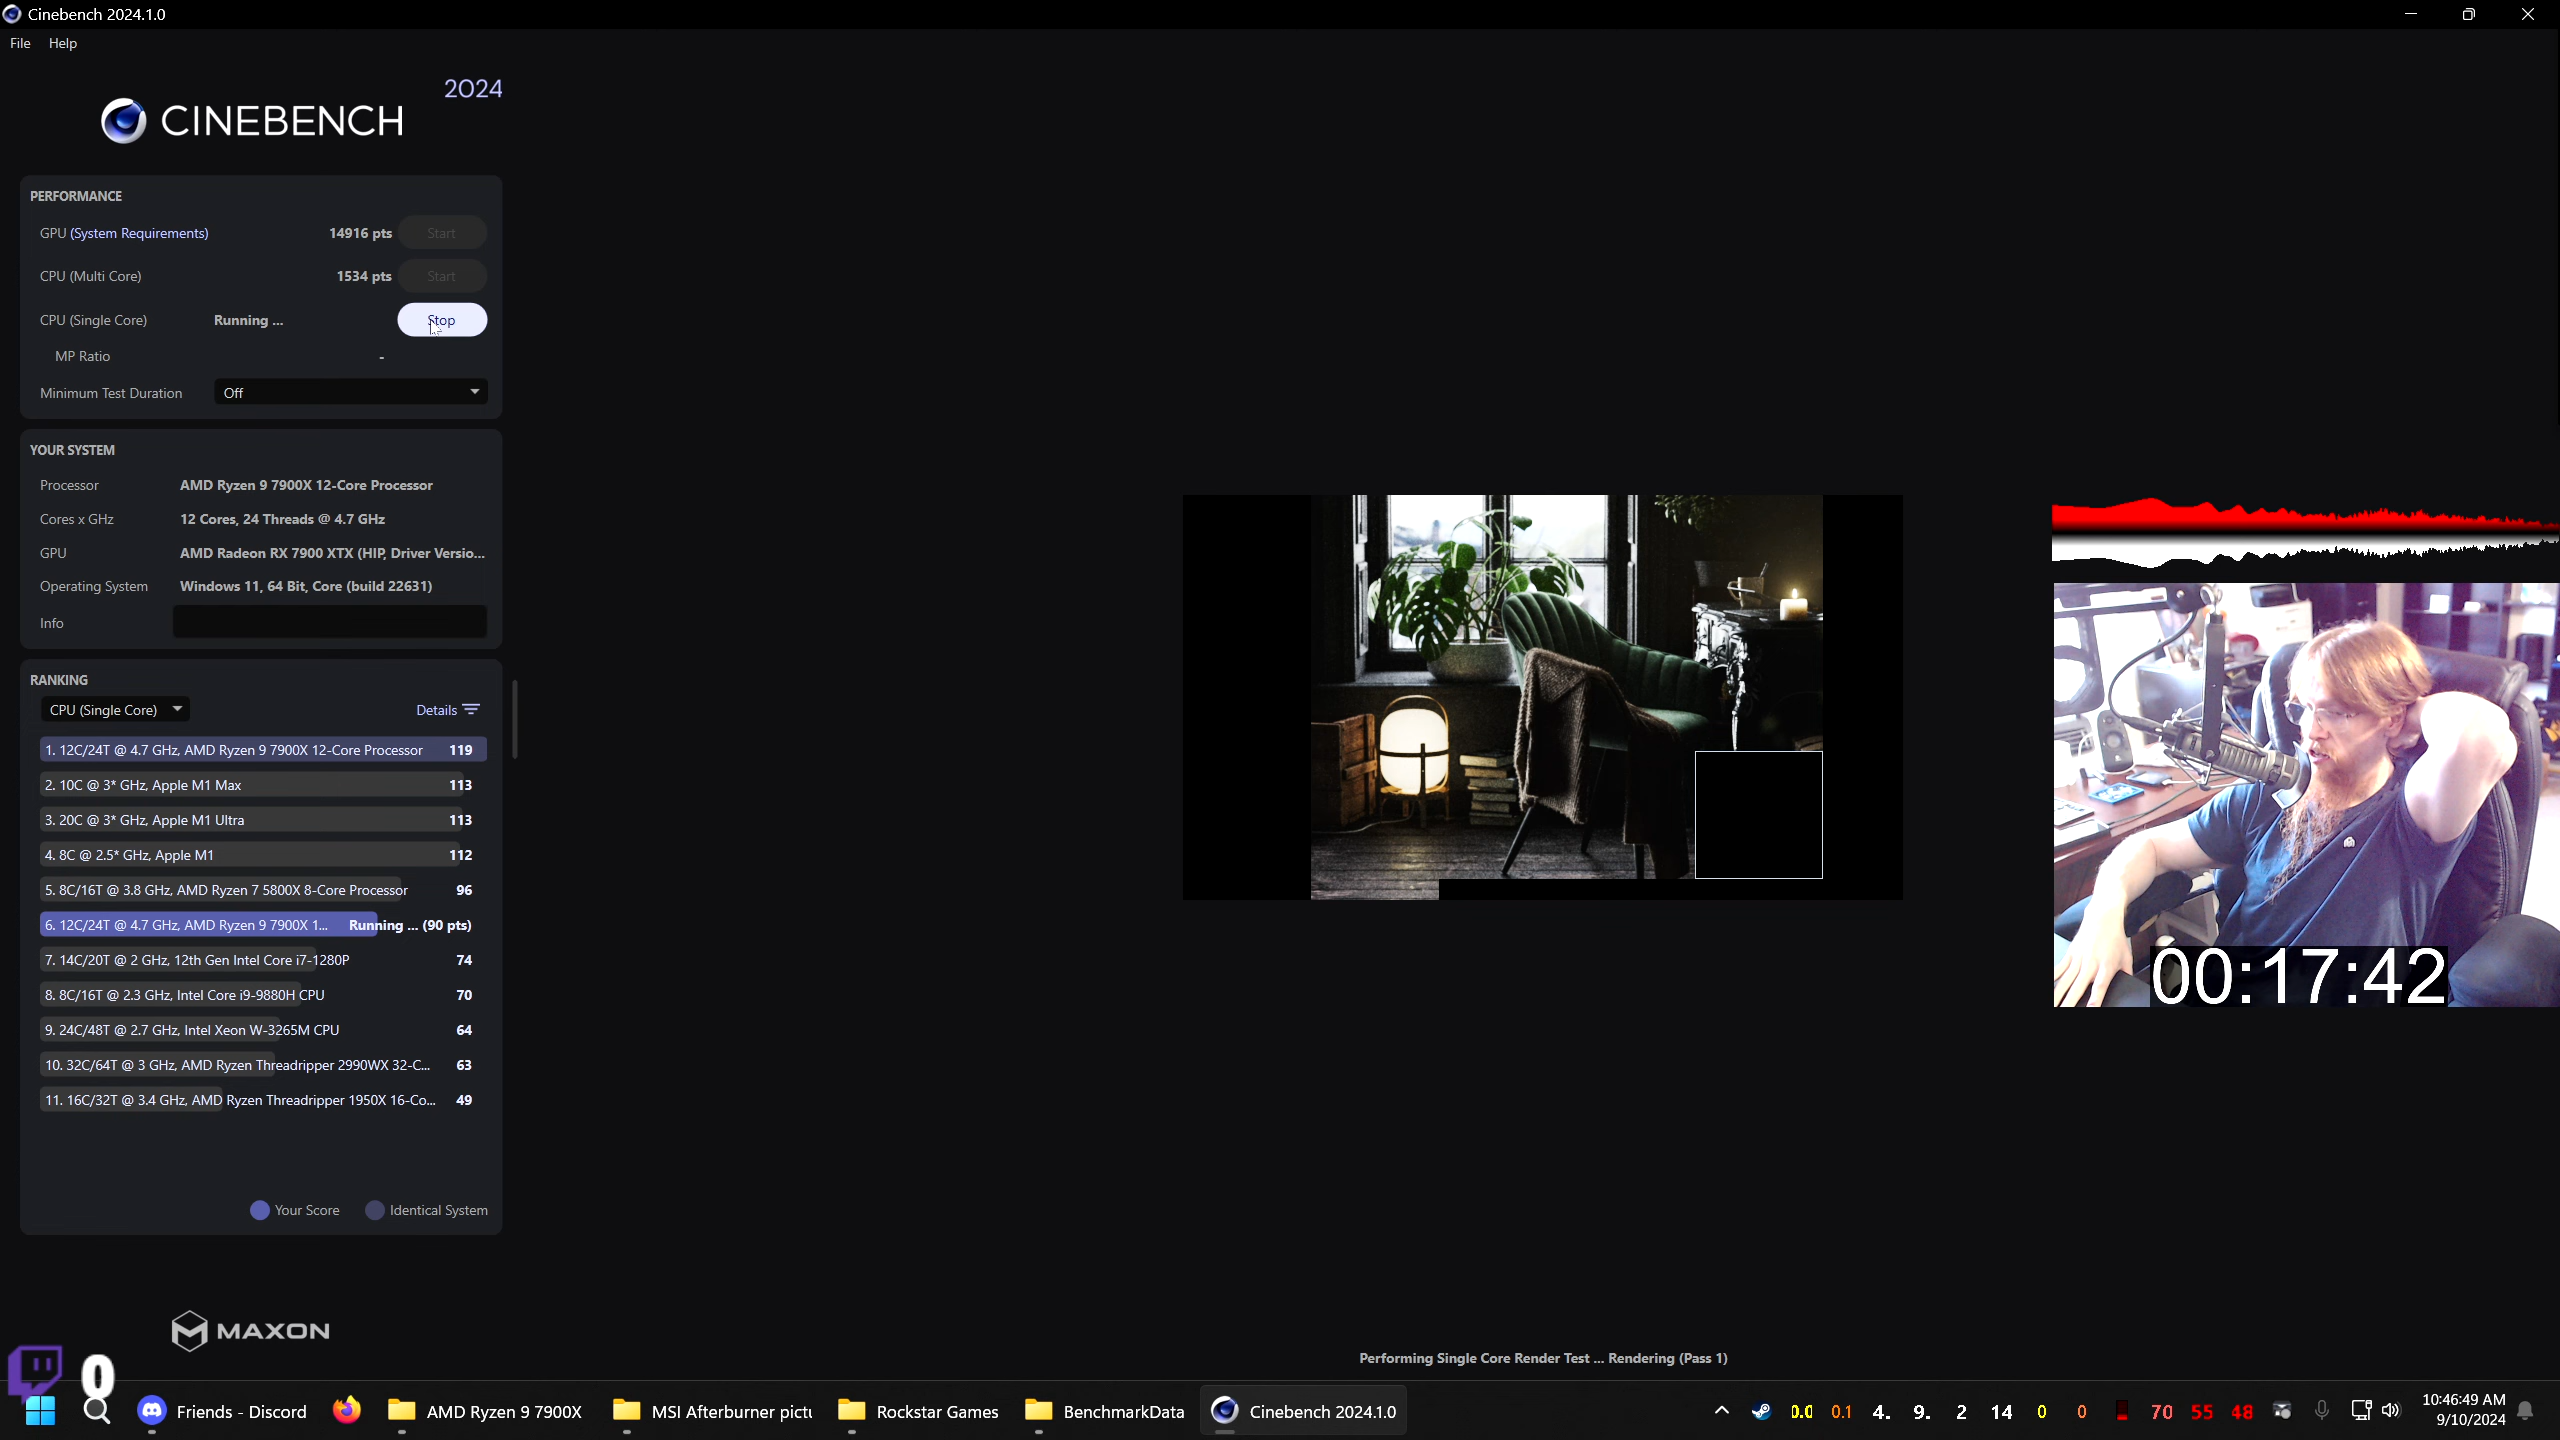 Cinebench 2024.1.0
File Help
2024
CINEBENCH
PERFORMANCE
GPU (System Requirements) 14916 pts Start
CPU (Multi Core) 1534 pts Start
CPU (Single Core) Running ... Stop
MP Ratio -
Minimum Test Duration Off
YOUR SYSTEM
Processor AMD Ryzen 9 7900X 12-Core Processor
Cores x GHz 12 Cores, 24 Threads @ 4.7 GHz
GPU AMD Radeon RX 7900 XTX (HIP, Driver Versio...
Operating System Windows 11, 64 Bit, Core (build 22631)
Info
RANKING
CPU (Single Core) Details
1. 12C/24T @ 4.7 GHz, AMD Ryzen 9 7900X 12-Core Processor 119
2. 10C @ 3* GHz, Apple M1 Max 113
3. 20C @ 3* GHz, Apple M1 Ultra 113
4. 8C @ 2.5* GHz, Apple M1 112
5. 8C/16T @ 3.8 GHz, AMD Ryzen 7 5800X 8-Core Processor 96
6. 12C/24T @ 4.7 GHz, AMD Ryzen 9 7900X 1... Running ... (90 pts)
7. 14C/20T @ 2 GHz, 12th Gen Intel Core i7-1280P 74
8. 8C/16T @ 2.3 GHz, Intel Core i9-9880H CPU 70
9. 24C/48T @ 2.7 GHz, Intel Xeon W-3265M CPU 64
10. 32C/64T @ 3 GHz, AMD Ryzen Threadripper 2990WX 32-C... 63
11. 16C/32T @ 3.4 GHz, AMD Ryzen Threadripper 1950X 16-Co... 49
Your Score Identical System
00:17:42
MAXON
Performing Single Core Render Test ... Rendering (Pass 1)
0
Friends - Discord AMD Ryzen 9 7900X MSI Afterburner pictu Rockstar Games BenchmarkData Cinebench 2024.1.0 0.0 0.1 4. 9. 2 14 0 0 70 55 48 10:46:49 AM
9/10/2024